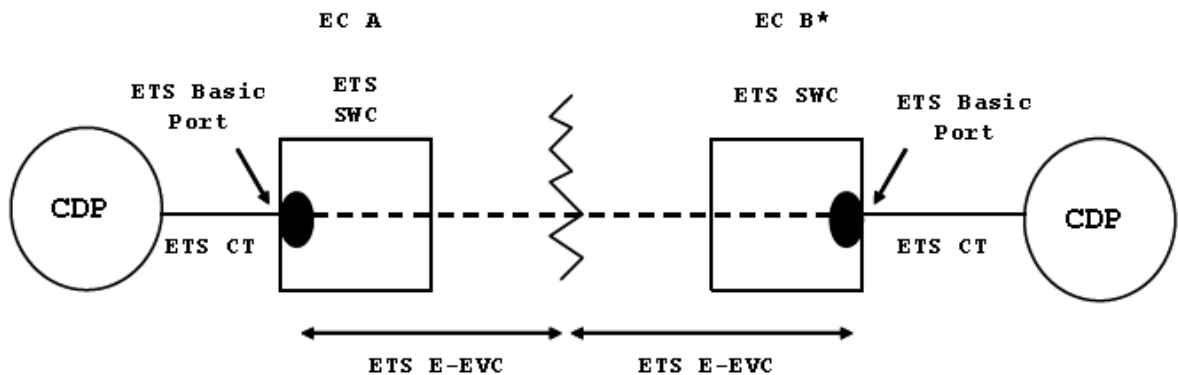 EC A
EC B*
ETS Basic
Port
ETS
SWC
ETS SWC
ETS Basic
Port
CDP
ETS CT
ETS CT
CDP
ETS E-EVC
ETS E-EVC